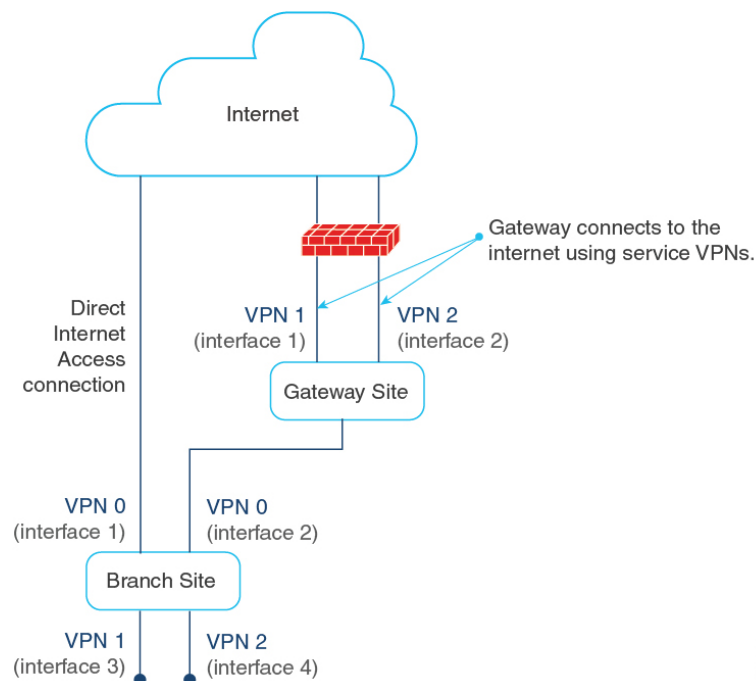 Internet
Gateway connects to the
internet using service VPNs.
Direct
Internet
Access
connection
VPN 1
(interface 1)
VPN 2
(interface 2)
Gateway Site
VPN 0
(interface 1)
VPN 0
(interface 2)
Branch Site
VPN 1
(interface 3)
VPN 2
(interface 4)